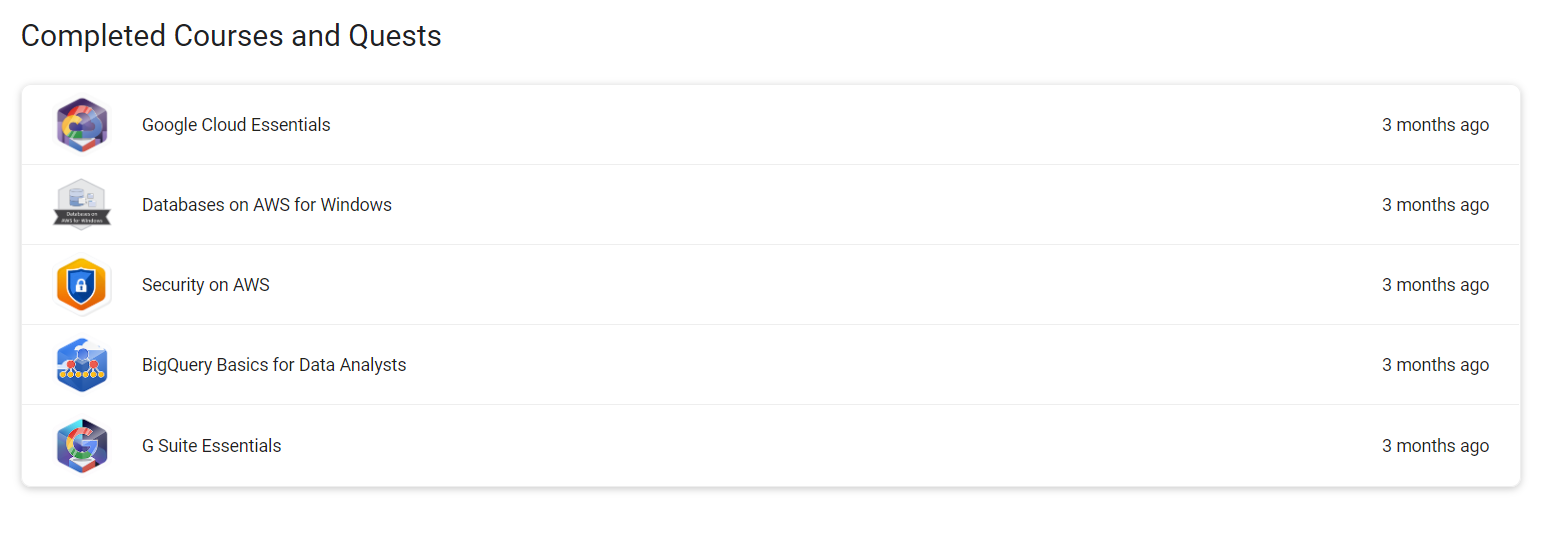 Completed Courses and Quests
Google Cloud Essentials 3 months ago
Databases on AWS for Windows 3 months ago
Databases on
AWS for Windows
Security on AWS 3 months ago
BigQuery Basics for Data Analysts 3 months ago
G Suite Essentials 3 months ago